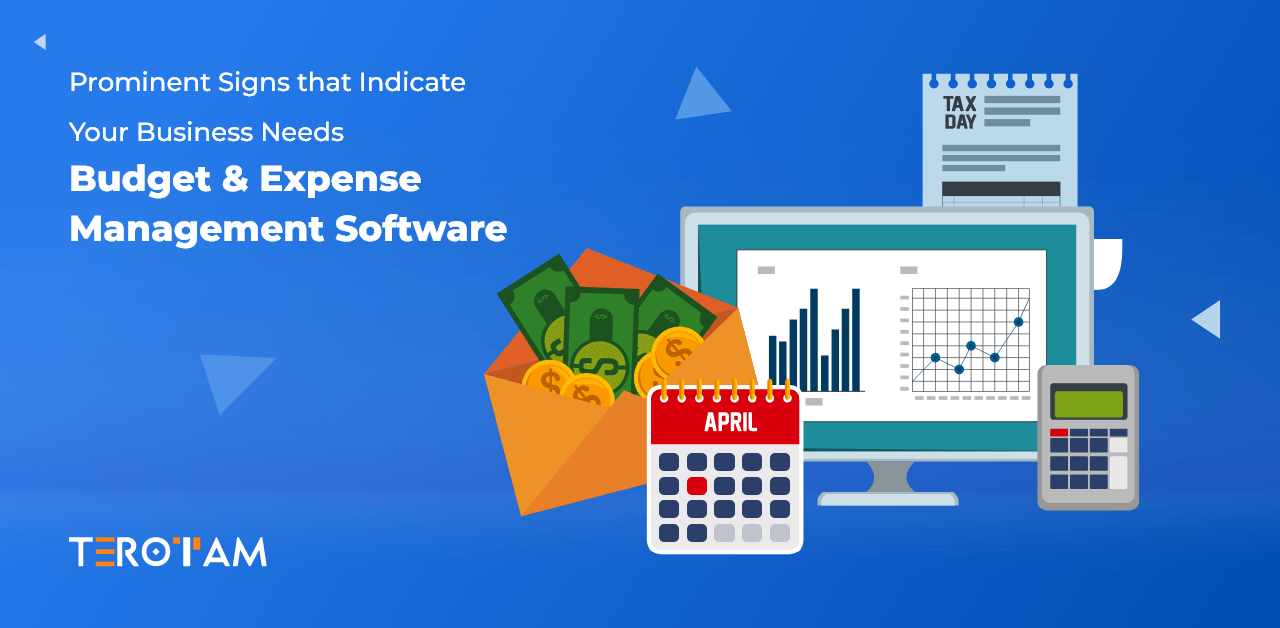 Prominent Signs that Indicate
Your Business Needs
Budget & Expense
Management Software
TAX
DAY
$
$
$
$
$
$
$
APRIL
TEROTAM